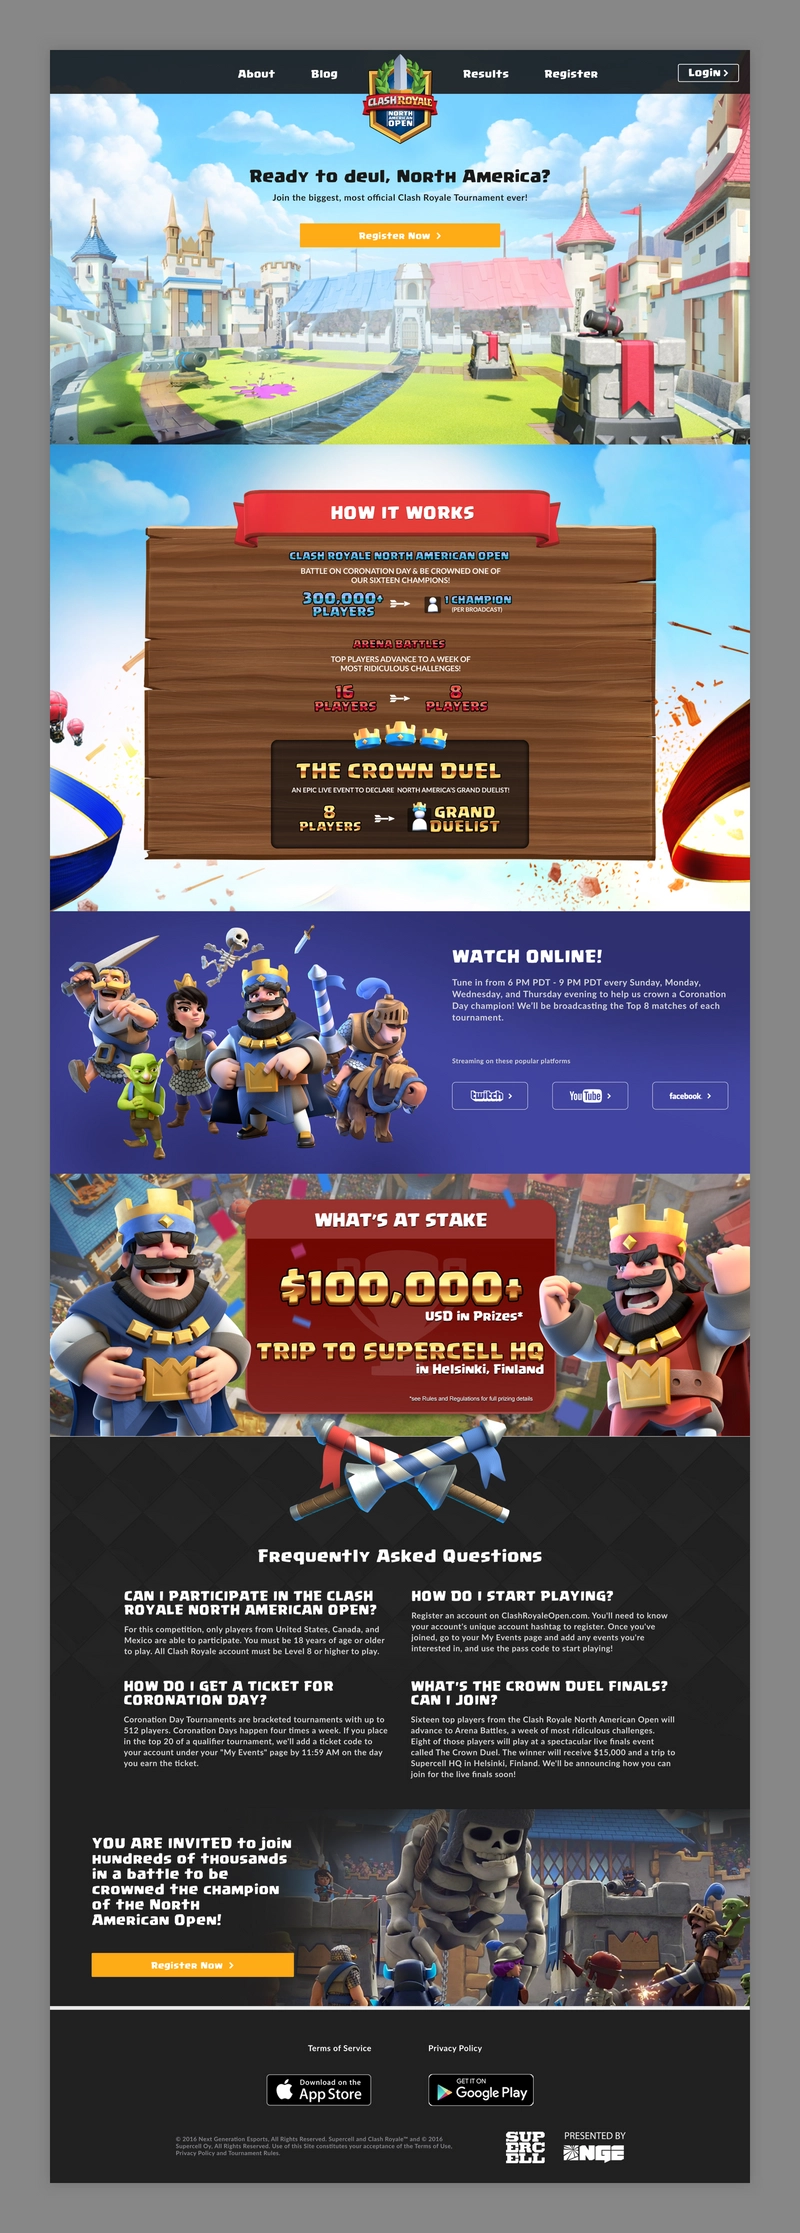 About
Blog
CLASH ROYALE
NORTH
AMERICAN
OPEN
Results
Register
Login
Ready to deul, North America?
Join the biggest, most official Clash Royale Tournament ever!
Register Now
HOW IT WORKS
CLASH ROYALE NORTH AMERICAN OPEN
BATTLE ON CORONATION DAY & BE CROWNED ONE OF
OUR SIXTEEN CHAMPIONS!
300,000+
PLAYERS
1 CHAMPION
(PER BROADCAST)
ARENA BATTLES
TOP PLAYERS ADVANCE TO A WEEK OF
MOST RIDICULOUS CHALLENGES!
16
PLAYERS
8
PLAYERS
THE CROWN DUEL
AN EPIC LIVE EVENT TO DECLARE NORTH AMERICA'S GRAND DUELIST!
8
PLAYERS
GRAND
DUELIST
WATCH ONLINE!
Tune in from 6 PM PDT - 9 PM PDT every Sunday, Monday,
Wednesday, and Thursday evening to help us crown a Coronation
Day champion! We'll be broadcasting the Top 8 matches of each
tournament.
Streaming on these popular platforms
twitch
YouTube
facebook.
WHAT'S AT STAKE
$100,000+
USD in Prizes*
TRIP TO SUPERCELL HQ
in Helsinki, Finland
*see Rules and Regulations for full prizing details
Frequently Asked Questions
CAN I PARTICIPATE IN THE CLASH
ROYALE NORTH AMERICAN OPEN?
For this competition, only players from United States, Canada, and
Mexico are able to participate. You must be 18 years of age or older
to play. All Clash Royale account must be Level 8 or higher to play.
HOW DO I START PLAYING?
Register an account on ClashRoyaleOpen.com. You'll need to know
your account's unique account hashtag to register. Once you've
joined, go to your My Events page and add any events you're
interested in, and use the pass code to start playing!
HOW DO I GET A TICKET FOR
CORONATION DAY?
Coronation Day Tournaments are bracketed tournaments with up to
512 players. Coronation Days happen four times a week. If you place
in the top 20 of a qualifier tournament, we'll add a ticket code to
your account under your "My Events" page by 11:59 AM on the day
you earn the ticket.
WHAT'S THE CROWN DUEL FINALS?
CAN I JOIN?
Sixteen top players from the Clash Royale North American Open will
advance to Arena Battles, a week of most ridiculous challenges.
Eight of those players will play at a spectacular live finals event
called The Crown Duel. The winner will receive $15,000 and a trip to
Supercell HQ in Helsinki, Finland. We'll be announcing how you can
join for the live finals soon!
YOU ARE INVITED to join
hundreds of thousands
in a battle to be
crowned the champion
of the North
American Open!
Register Now
Terms of Service
Privacy Policy
Download on the
App Store
GET IT ON
Google Play
© 2016 Next Generation Esports, All Rights Reserved. Supercell and Clash Royale™ and © 2016
Supercell Oy, All Rights Reserved. Use of this Site constitutes your acceptance of the Terms of Use,
Privacy Policy and Tournament Rules.
SUP
ERC
ELL
PRESENTED BY
NGE